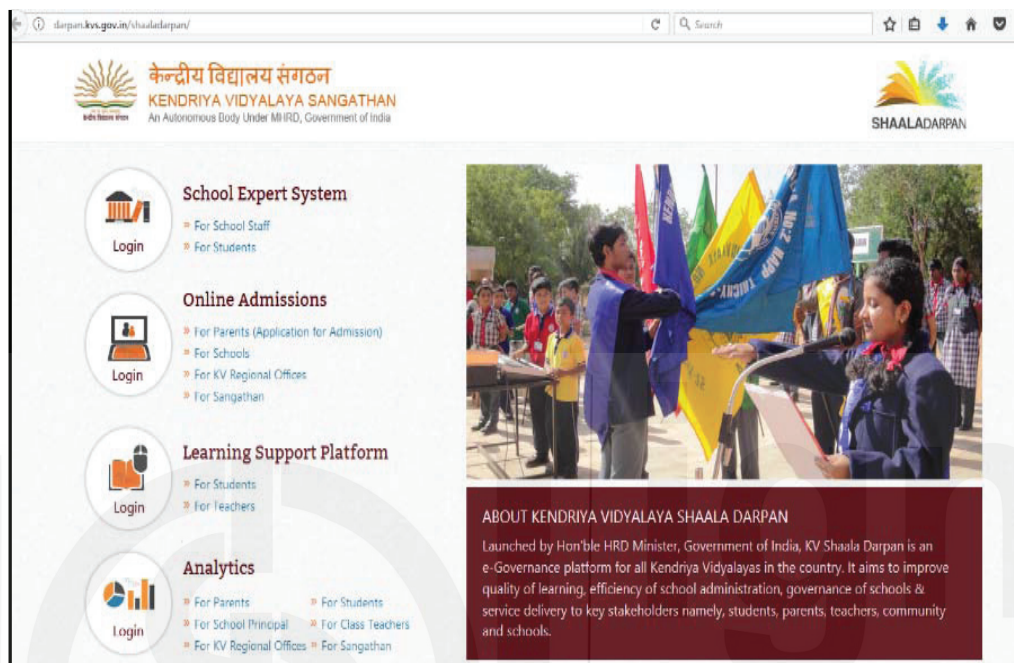 darpan.kvs.gov.in/shaaladarpan/
Search
केन्द्रीय विद्यालय संगठन
KENDRIYA VIDYALAYA SANGATHAN
An Autonomous Body Under MHRD, Government of India
SHAALADARPAN
School Expert System
» For School Staff
» For Students
Login
Online Admissions
» For Parents (Application for Admission)
» For Schools
» For KV Regional Offices
» For Sangathan
Login
Learning Support Platform
» For Students
» For Teachers
Login
Analytics
» For Parents » For Students
» For School Principal » For Class Teachers
» For KV Regional Offices » For Sangathan
Login
ABOUT KENDRIYA VIDYALAYA SHAALA DARPAN
Launched by Hon'ble HRD Minister, Government of India, KV Shaala Darpan is an
e-Governance platform for all Kendriya Vidyalayas in the country. It aims to improve
quality of learning, efficiency of school administration, governance of schools &
service delivery to key stakeholders namely, students, parents, teachers, community
and schools.